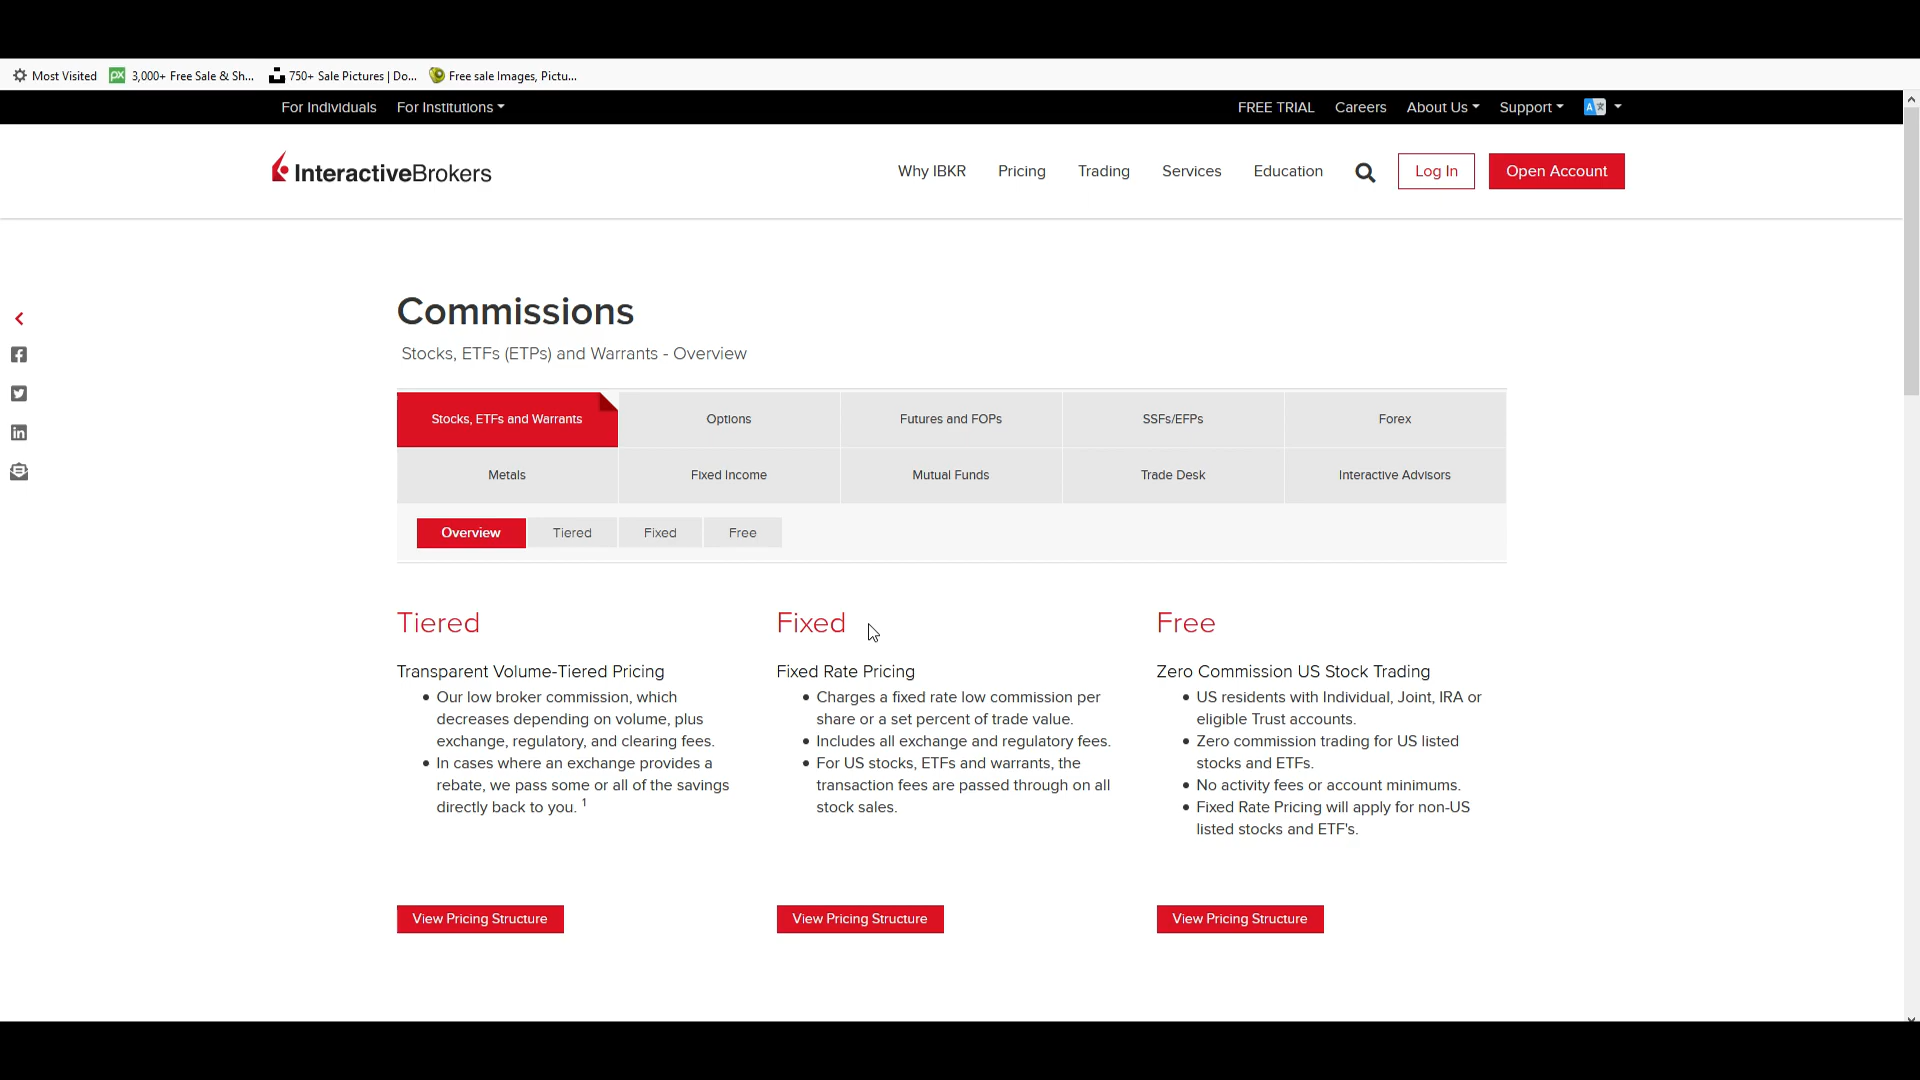 Most Visited 3,000+ Free Sale & Sh... 750+ Sale Pictures | Do... Free sale Images, Pictu...
For Individuals For Institutions FREE TRIAL Careers About Us Support
InteractiveBrokers Why IBKR Pricing Trading Services Education Log In Open Account
Commissions
Stocks, ETFs (ETPs) and Warrants - Overview
Stocks, ETFs and Warrants Options Futures and FOPs SSFs/EFPs Forex
Metals Fixed Income Mutual Funds Trade Desk Interactive Advisors
Overview Tiered Fixed Free
Tiered
Transparent Volume-Tiered Pricing
• Our low broker commission, which
decreases depending on volume, plus
exchange, regulatory, and clearing fees.
• In cases where an exchange provides a
rebate, we pass some or all of the savings
directly back to you. 1
View Pricing Structure
Fixed
Fixed Rate Pricing
• Charges a fixed rate low commission per
share or a set percent of trade value.
• Includes all exchange and regulatory fees.
• For US stocks, ETFs and warrants, the
transaction fees are passed through on all
stock sales.
View Pricing Structure
Free
Zero Commission US Stock Trading
• US residents with Individual, Joint, IRA or
eligible Trust accounts.
• Zero commission trading for US listed
stocks and ETFs.
• No activity fees or account minimums.
• Fixed Rate Pricing will apply for non-US
listed stocks and ETF's.
View Pricing Structure